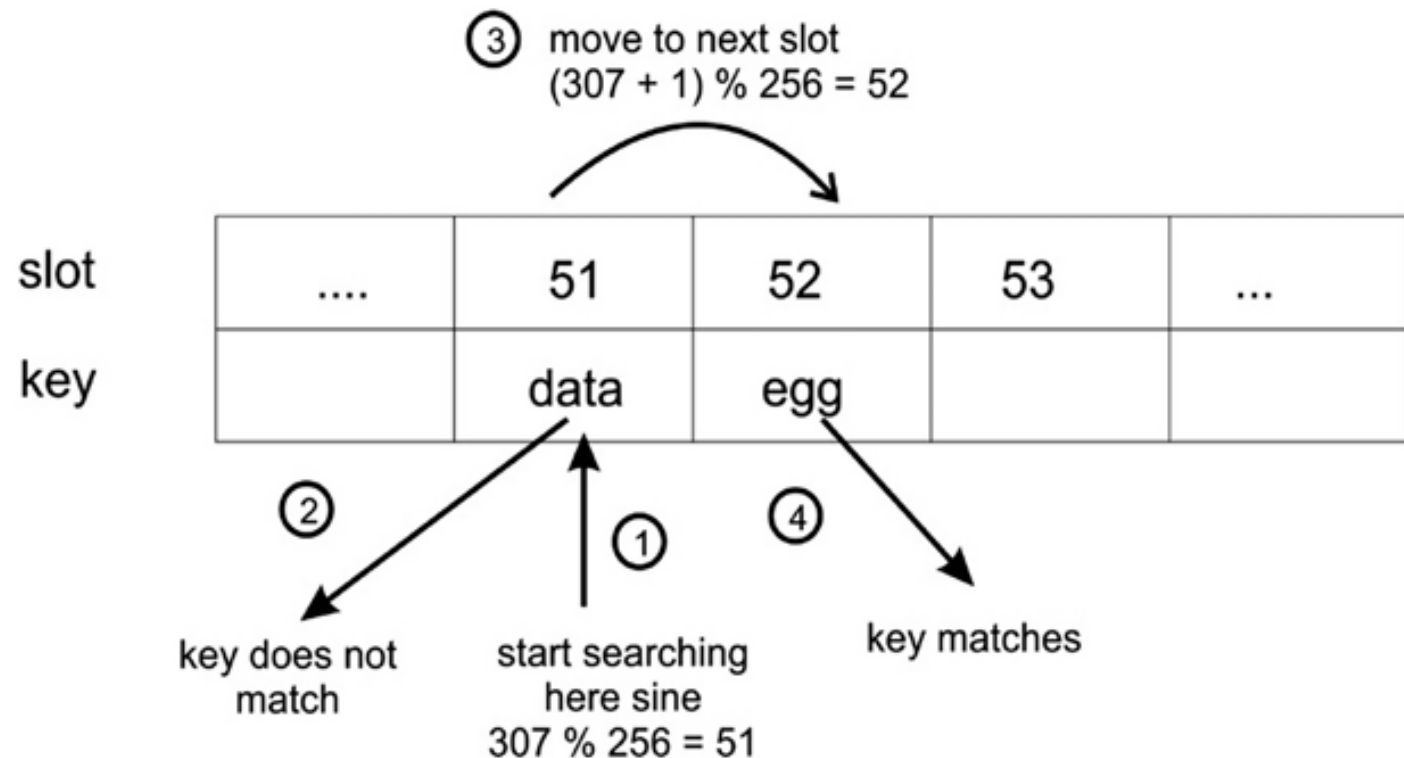 ③ move to next slot
(307 + 1) % 256 = 52
slot .... 51 52 53 ...
key data egg
②
①
④
key does not
match
start searching
here sine
307 % 256 = 51
key matches